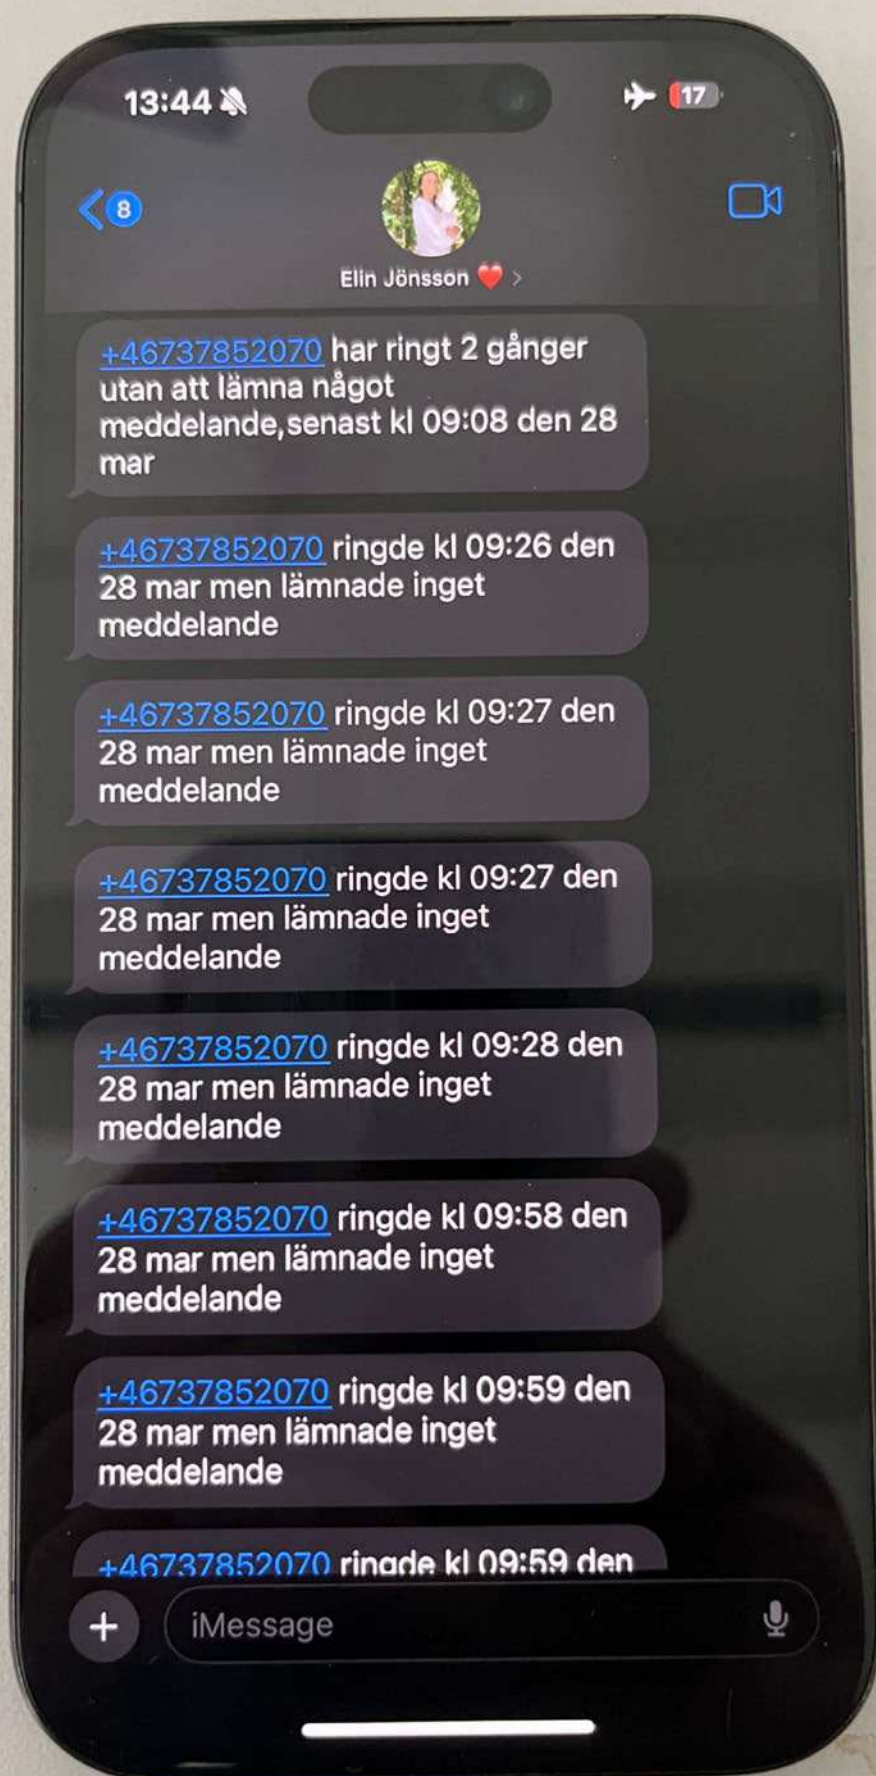 13:44
17
8
Elin Jönsson ❤️ >
+46737852070 har ringt 2 gånger
utan att lämna något
meddelande,senast kl 09:08 den 28
mar
+46737852070 ringde kl 09:26 den
28 mar men lämnade inget
meddelande
+46737852070 ringde kl 09:27 den
28 mar men lämnade inget
meddelande
+46737852070 ringde kl 09:27 den
28 mar men lämnade inget
meddelande
+46737852070 ringde kl 09:28 den
28 mar men lämnade inget
meddelande
+46737852070 ringde kl 09:58 den
28 mar men lämnade inget
meddelande
+46737852070 ringde kl 09:59 den
28 mar men lämnade inget
meddelande
+46737852070 ringde kl 09:59 den
iMessage